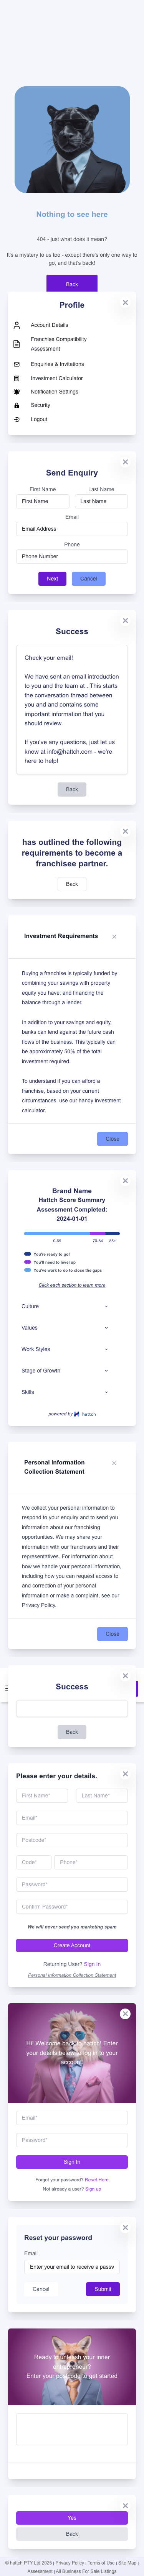 Nothing to see here
404 - just what does it mean?
It's a mystery to us too - except there's only one way to
go, and that's back!
Back
Profile
Account Details
Franchise Compatibility
Assessment
Enquiries & Invitations
Investment Calculator
Notification Settings
Security
Logout
Send Enquiry
First Name Last Name
First Name Last Name
Email
Email Address
Phone
Phone Number
Next Cancel
Success
Check your email!
We have sent an email introduction
to you and the team at . This starts
the conversation thread between
you and and contains some
important information that you
should review.
If you've any questions, just let us
know at info@hattch.com - we're
here to help!
Back
has outlined the following
requirements to become a
franchisee partner.
Back
Investment Requirements
Buying a franchise is typically funded by
combining your savings with property
equity you have, and financing the
balance through a lender.
In addition to your savings and equity,
banks can lend against the future cash
flows of the business. This typically can
be approximately 50% of the total
investment required.
To understand if you can afford a
franchise, based on your current
circumstances, use our handy investment
calculator.
Close
Brand Name
Hattch Score Summary
Assessment Completed:
2024-01-01
0-69 70-84 85+
You're ready to go!
You'll need to level up
You've work to do to close the gaps
Click each section to learn more
Culture
Values
Work Styles
Stage of Growth
Skills
powered by hattch
Personal Information
Collection Statement
We collect your personal information to
respond to your enquiry and to send you
information about our franchising
opportunities. We may share your
information with our franchisors and their
representatives. For information about
how we handle your personal information,
including how you can request access to
and correction of your personal
information or make a complaint, see our
Privacy Policy.
Close
Success
Back
Please enter your details.
First Name* Last Name*
Email*
Postcode*
Code* Phone*
Password*
Confirm Password*
We will never send you marketing spam
Create Account
Returning User? Sign In
Personal Information Collection Statement
Hi! Welcome back to Hattch! Enter
your details below to log in to your
account.
Email*
Password*
Sign In
Forgot your password? Reset Here
Not already a user? Sign up
Reset your password
Email
Enter your email to receive a passw
Cancel Submit
Ready to unleash your inner
entrepreneur?
Enter your postcode to get started
Yes
Back
© hattch PTY Ltd 2025 | Privacy Policy | Terms of Use | Site Map |
Assessment | All Business For Sale Listings